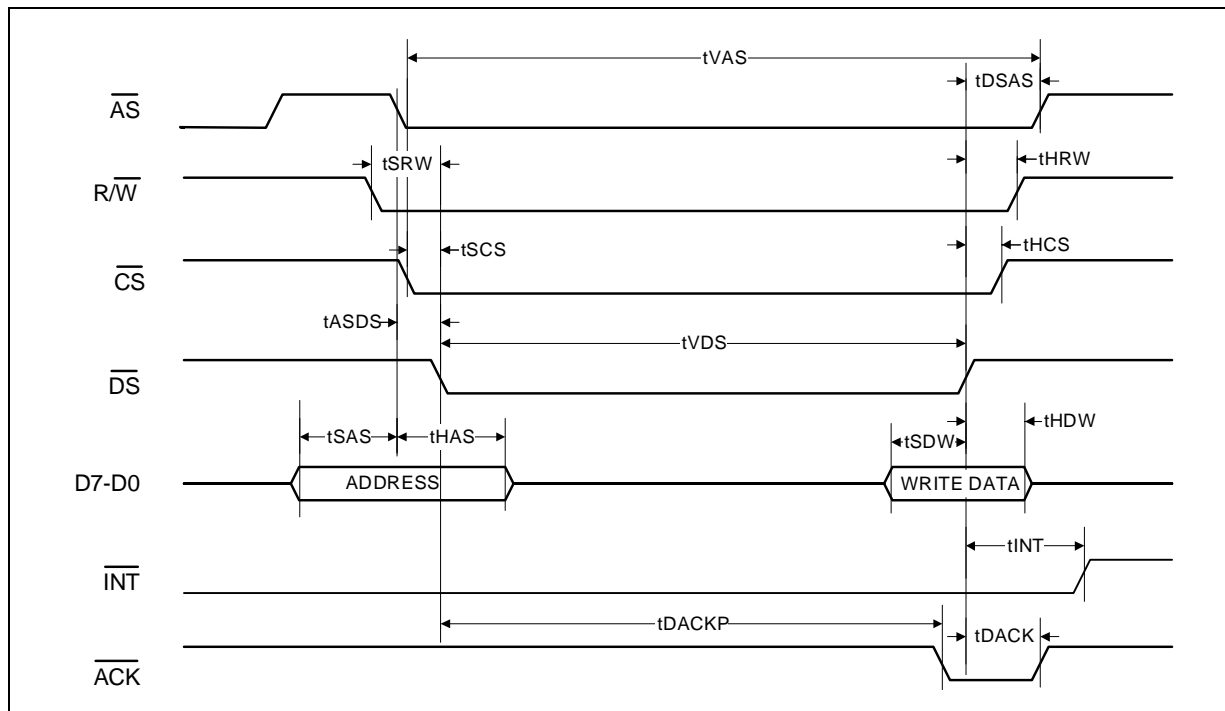 tVAS
tDSAS
AS
tSRW
tHRW
R/W
tSCS
tHCS
CS
tASDS
tVDS
DS
tSAS
tHAS
tSDW
tHDW
D7-D0
ADDRESS
WRITE DATA
tINT
INT
tDACKP
tDACK
ACK